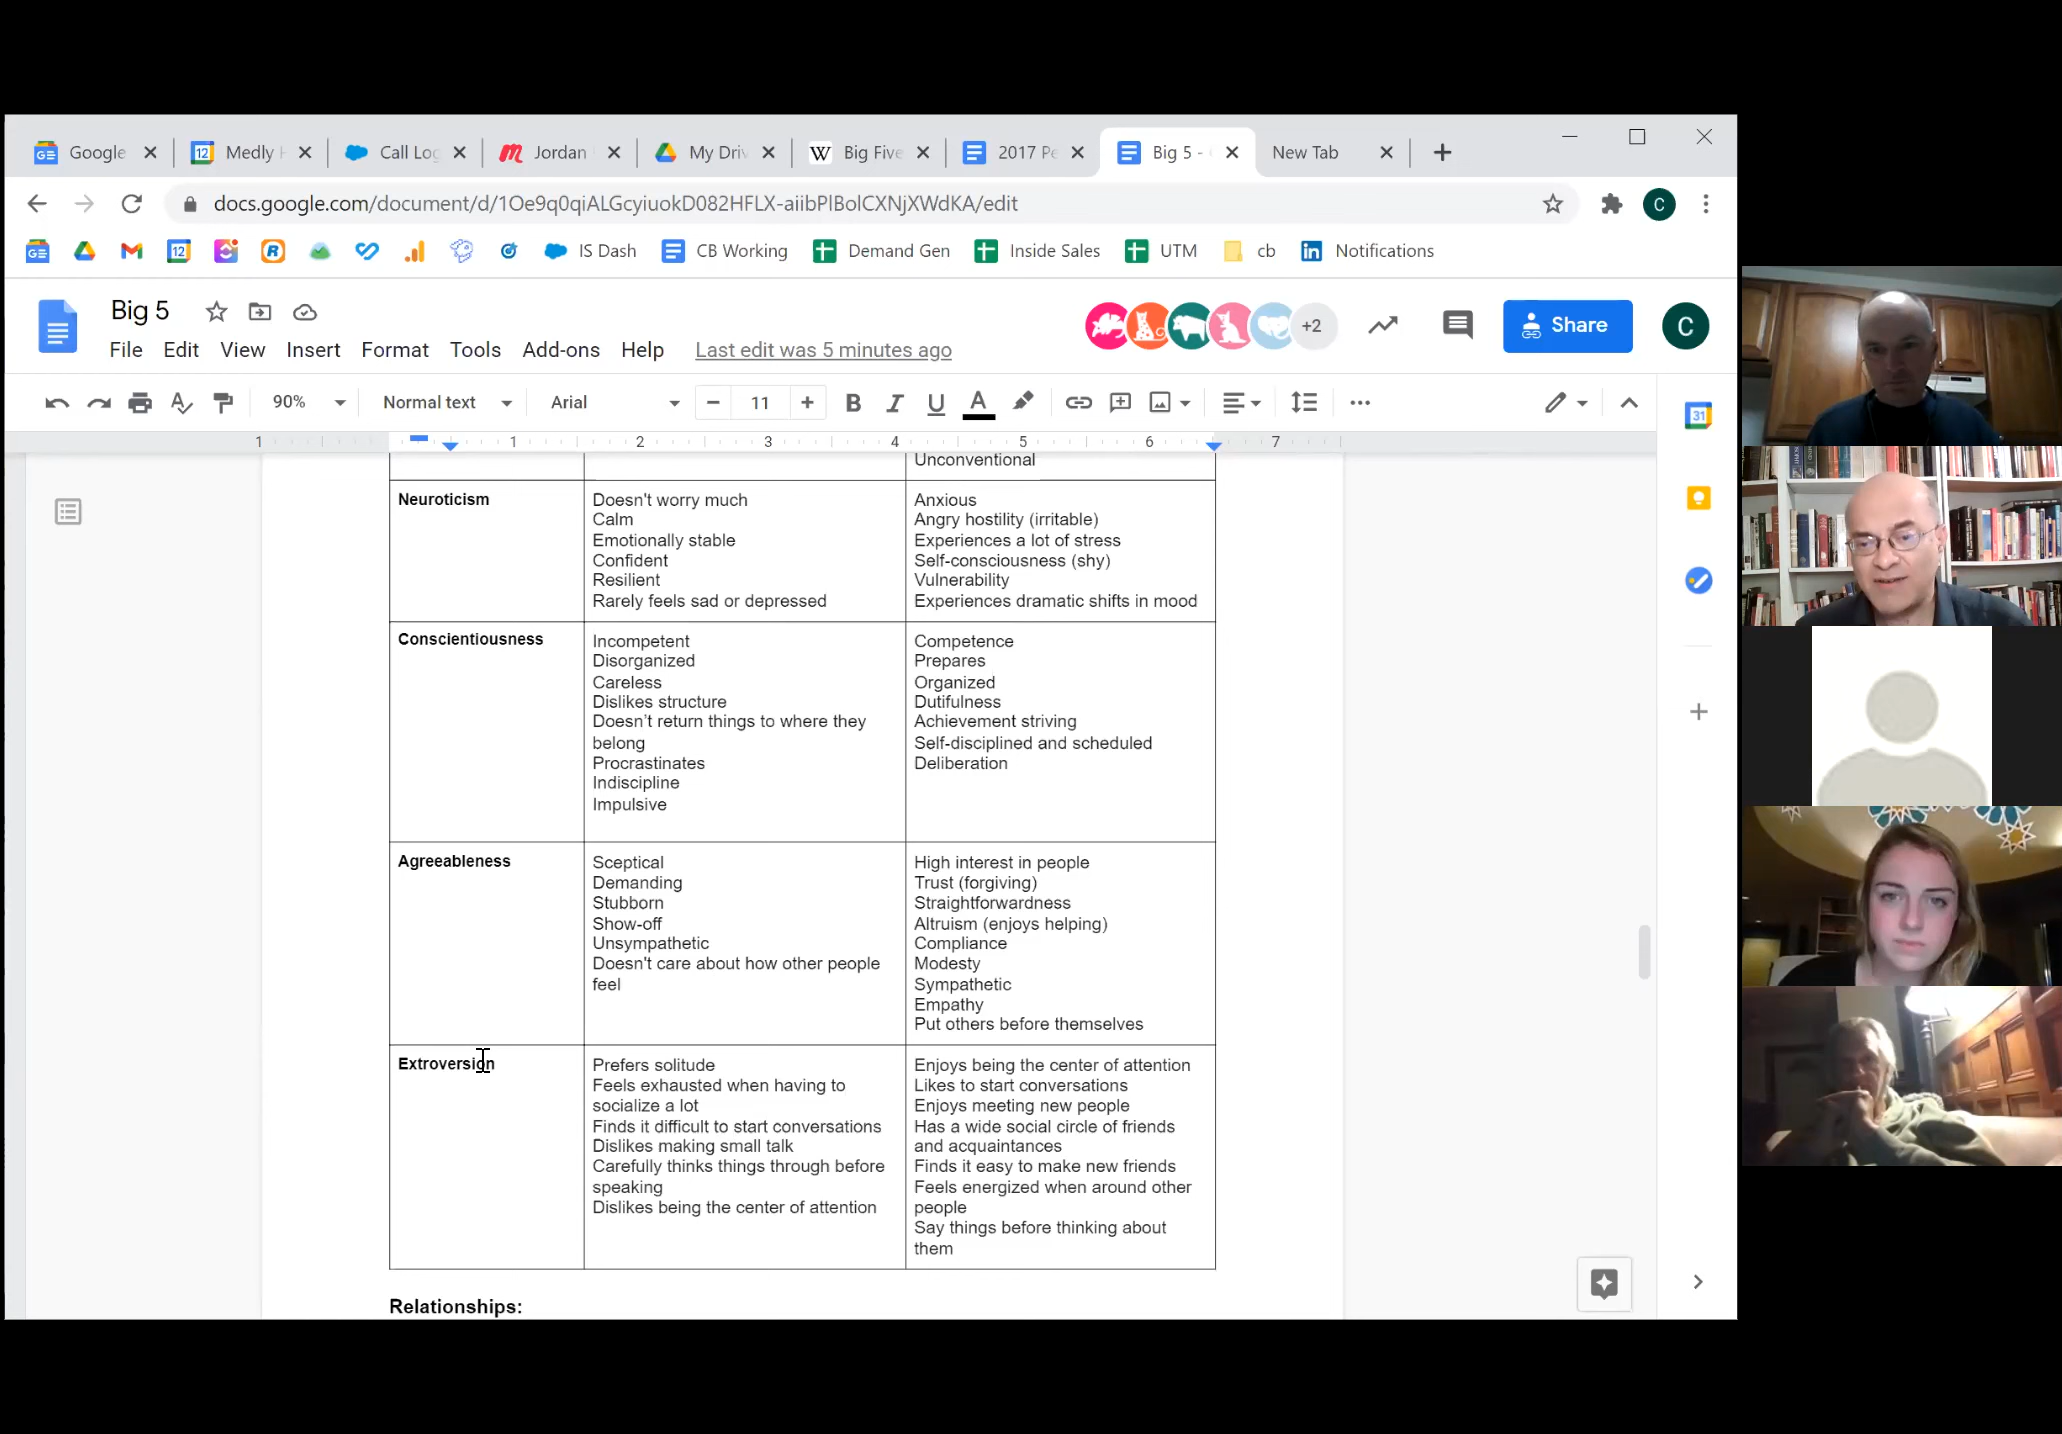 Google
Medly
Call Log
Jordan
My Driv
Big Five
2017 Pe
Big 5 -
New Tab
docs.google.com/document/d/1Oe9q0qiALGcyiuokD082HFLX-aiibPlBolCXNjXWdKA/edit
C
IS Dash
CB Working
Demand Gen
Inside Sales
UTM
cb
Notifications
Big 5
+2
Share
C
File Edit View Insert Format Tools Add-ons Help Last edit was 5 minutes ago
90% Normal text Arial 11
1 1 2 3 4 5 6 7
Unconventional
Neuroticism
Doesn't worry much
Calm
Emotionally stable
Confident
Resilient
Rarely feels sad or depressed
Anxious
Angry hostility (irritable)
Experiences a lot of stress
Self-consciousness (shy)
Vulnerability
Experiences dramatic shifts in mood
Conscientiousness
Incompetent
Disorganized
Careless
Dislikes structure
Doesn't return things to where they
belong
Procrastinates
Indiscipline
Impulsive
Competence
Prepares
Organized
Dutifulness
Achievement striving
Self-disciplined and scheduled
Deliberation
Agreeableness
Sceptical
Demanding
Stubborn
Show-off
Unsympathetic
Doesn't care about how other people
feel
High interest in people
Trust (forgiving)
Straightforwardness
Altruism (enjoys helping)
Compliance
Modesty
Sympathetic
Empathy
Put others before themselves
Extroversion
Prefers solitude
Feels exhausted when having to
socialize a lot
Finds it difficult to start conversations
Dislikes making small talk
Carefully thinks things through before
speaking
Dislikes being the center of attention
Enjoys being the center of attention
Likes to start conversations
Enjoys meeting new people
Has a wide social circle of friends
and acquaintances
Finds it easy to make new friends
Feels energized when around other
people
Say things before thinking about
them
Relationships: